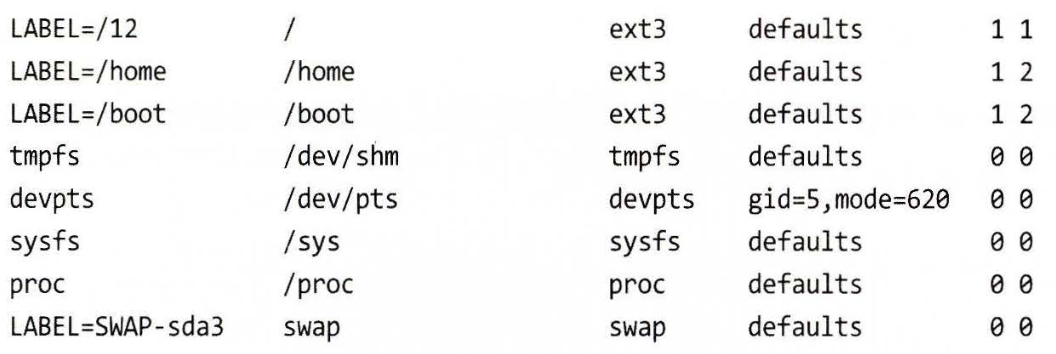 LABEL=/12 / ext3 defaults 1 1
LABEL=/home /home ext3 defaults 1 2
LABEL=/boot /boot ext3 defaults 1 2
tmpfs /dev/shm tmpfs defaults 0 0
devpts /dev/pts devpts gid=5,mode=620 0 0
sysfs /sys sysfs defaults 0 0
proc /proc proc defaults 0 0
LABEL=SWAP-sda3 swap swap defaults 0 0